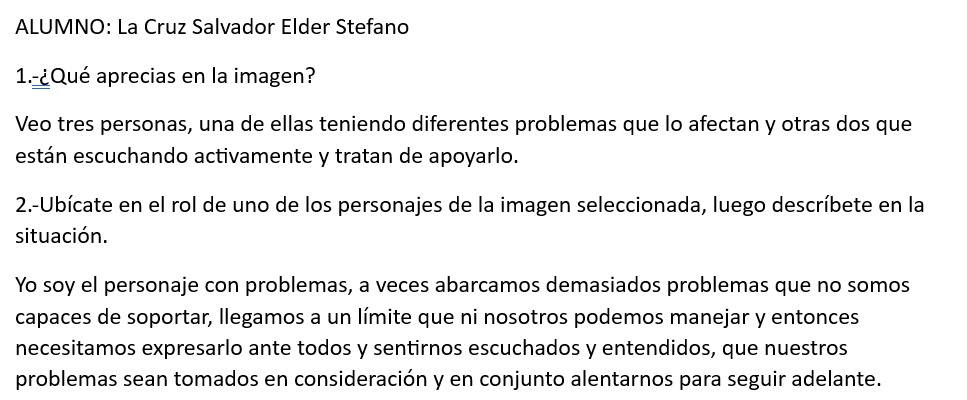 ALUMNO: La Cruz Salvador Elder Stefano
1.-¿Qué aprecias en la imagen?
Veo tres personas, una de ellas teniendo diferentes problemas que lo afectan y otras dos que
están escuchando activamente y tratan de apoyarlo.
2.-Ubícate en el rol de uno de los personajes de la imagen seleccionada, luego descríbete en la
situación.
Yo soy el personaje con problemas, a veces abarcamos demasiados problemas que no somos
capaces de soportar, llegamos a un límite que ni nosotros podemos manejar y entonces
necesitamos expresarlo ante todos y sentirnos escuchados y entendidos, que nuestros
problemas sean tomados en consideración y en conjunto alentarnos para seguir adelante.